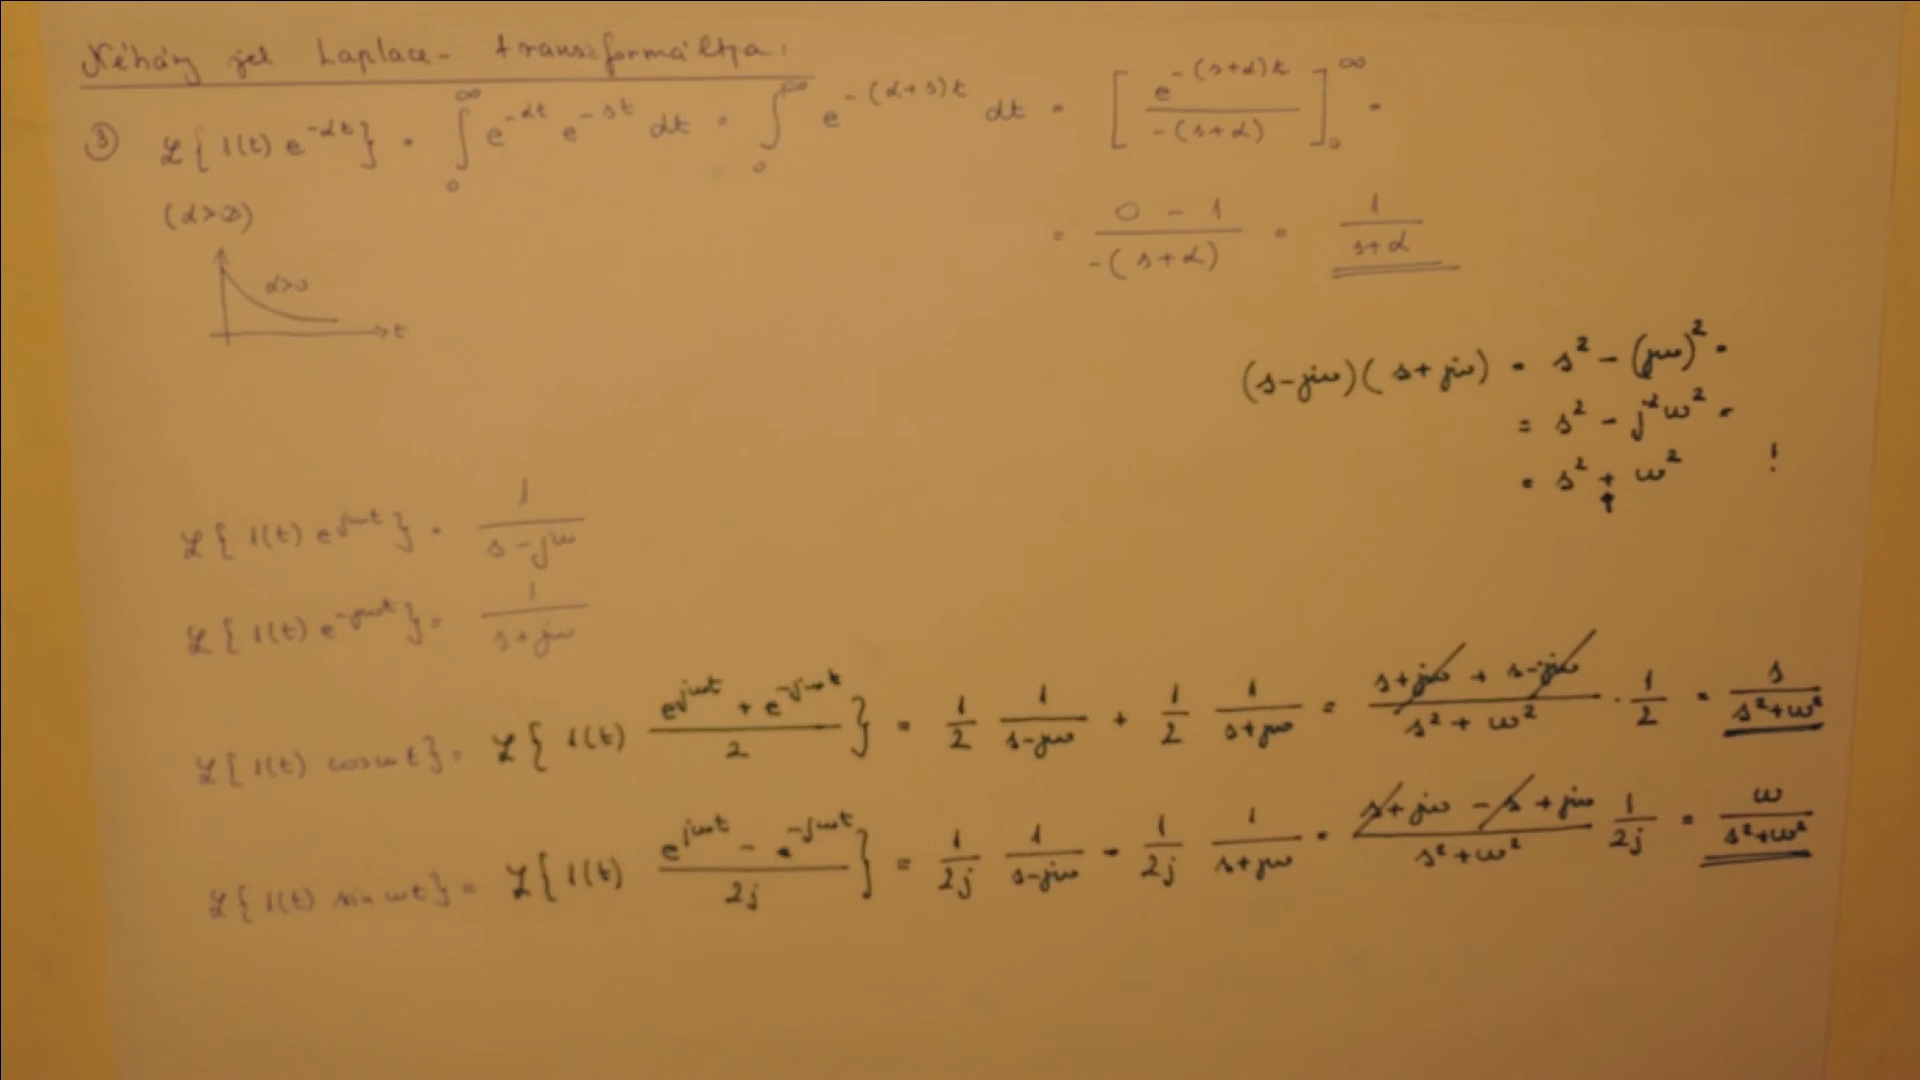 Néhány jel Laplace-transzformáltja:
③ ℒ{1(t) e^{-αt}} = ∫_0^∞ e^{-αt} e^{-st} dt = ∫_0^∞ e^{-(α+s)t} dt = [e^{-(s+α)t} / -(s+α)]_0^∞ =
(α>0)
= (0 - 1) / -(s+α) = 1 / (s+α)
α>0
t
(s-jω)(s+jω) = s² - (jω)² =
= s² - j²ω² =
= s² + ω² !
ℒ{1(t) e^{jωt}} = 1 / (s-jω)
ℒ{1(t) e^{-jωt}} = 1 / (s+jω)
ℒ{1(t) cos ωt} = ℒ{1(t) (e^{jωt} + e^{-jωt}) / 2} = 1/2 1/(s-jω) + 1/2 1/(s+jω) = (s+jω + s-jω) / (s²+ω²) · 1/2 = s / (s²+ω²)
ℒ{1(t) sin ωt} = ℒ{1(t) (e^{jωt} - e^{-jωt}) / 2j} = 1/2j 1/(s-jω) - 1/2j 1/(s+jω) = (s+jω - s+jω) / (s²+ω²) 1/2j = ω / (s²+ω²)